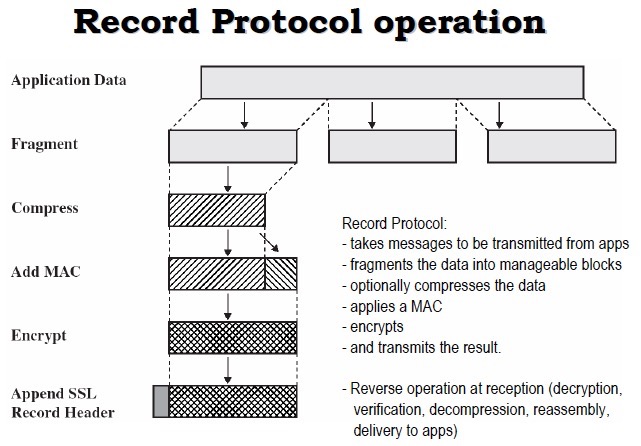 Record Protocol operation
Application Data
Fragment
Compress
Add MAC
Encrypt
Append SSL
Record Header
Record Protocol:
- takes messages to be transmitted from apps
- fragments the data into manageable blocks
- optionally compresses the data
- applies a MAC
- encrypts
- and transmits the result.
- Reverse operation at reception (decryption,
verification, decompression, reassembly,
delivery to apps)